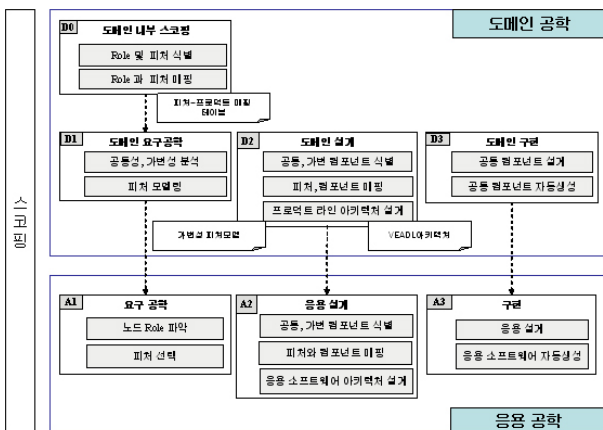 스코핑
도메인 공학
D0
도메인 내부 스코핑
Role 및 피처 식별
Role 과 피처 매핑
피처-프로덕트 매핑
테이블
D1
도메인 요구공학
공통성, 가변성 분석
피처 모델링
D2
도메인 설계
공통, 가변 컴포넌트 식별
피처, 컴포넌트 매핑
프로덕트 라인 아키텍처 설계
D3
도메인 구현
공통 컴포넌트 설계
공통 컴포넌트 자동생성
가변성 피처모델
VEADL아키텍처
A1
요구 공학
노드 Role 파악
피처 선택
A2
응용 설계
공통, 가변 컴포넌트 식별
피처와 컴포넌트 매핑
응용 소프트웨어 아키텍처 설계
A3
구현
응용 설계
응용 소프트웨어 자동생성
응용 공학